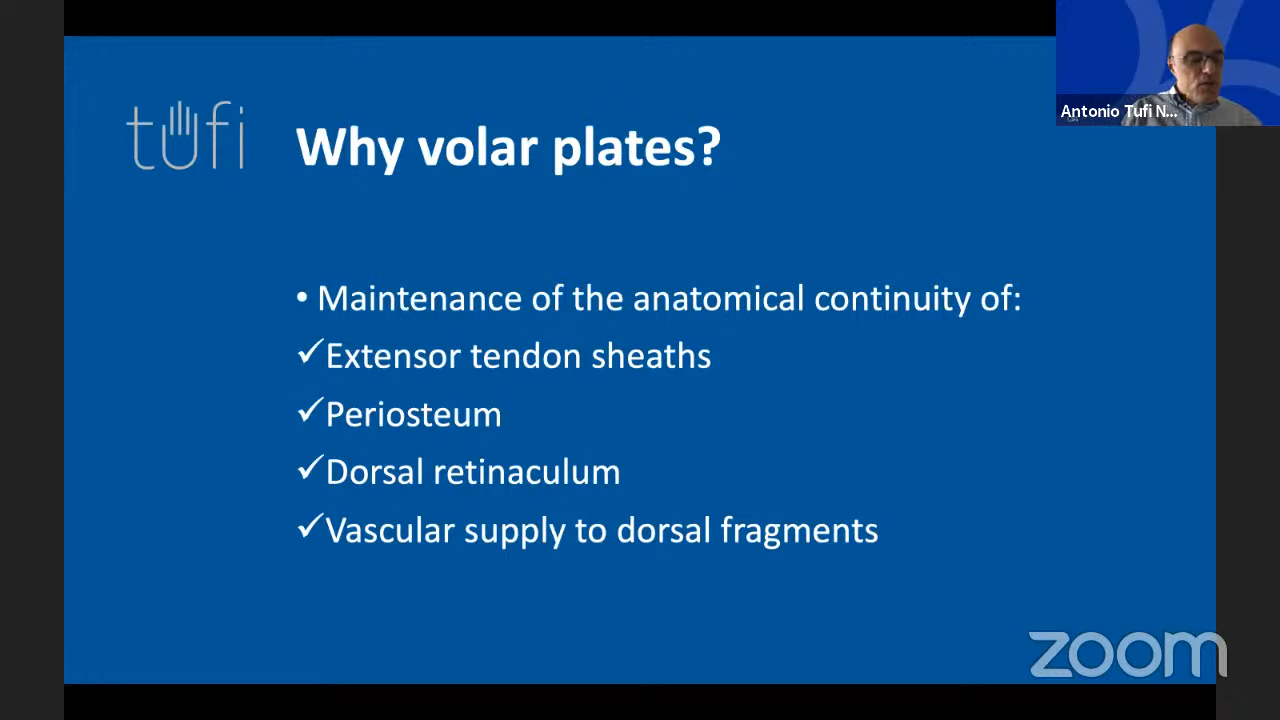 tufi
Why volar plates?
Antonio Tufi N...
• Maintenance of the anatomical continuity of:
✓Extensor tendon sheaths
✓Periosteum
✓Dorsal retinaculum
✓Vascular supply to dorsal fragments
zoom